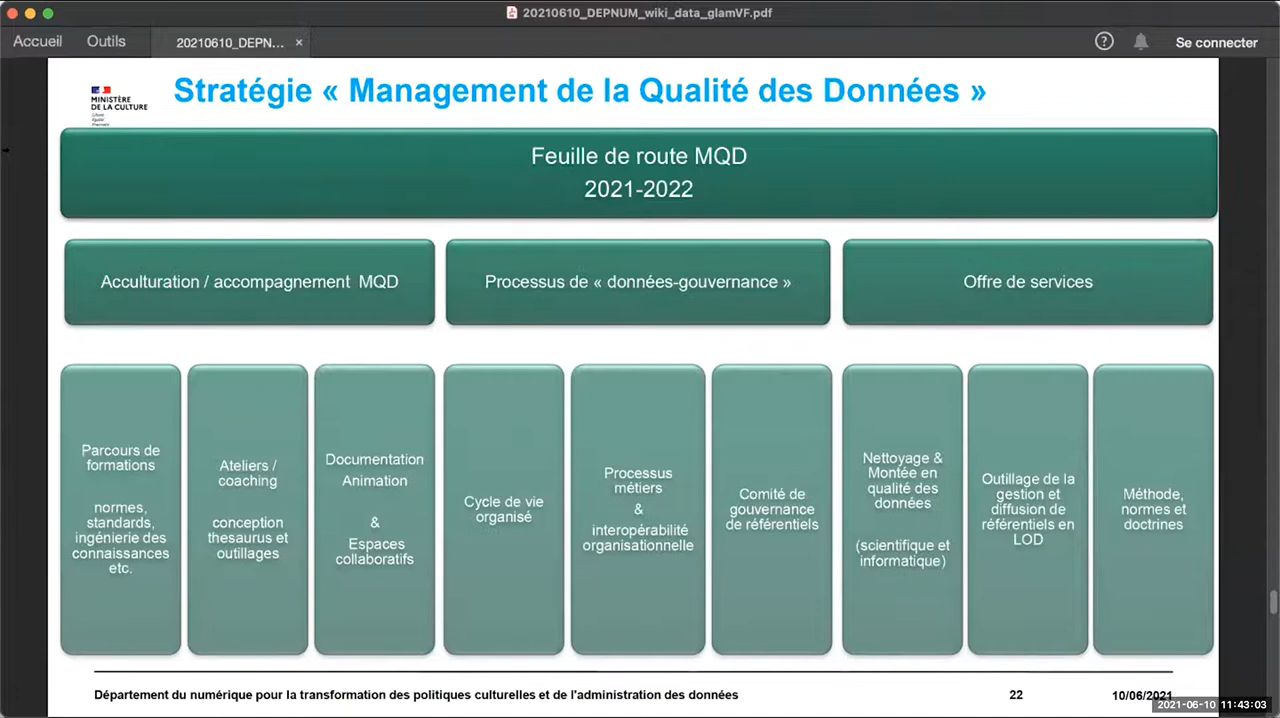 20210610_DEPNUM_wiki_data_glamVF.pdf
Accueil
Outils
20210610_DEPN... ×
?
Se connecter
MINISTÈRE
DE LA CULTURE
Liberté
Égalité
Fraternité
Stratégie « Management de la Qualité des Données »
Feuille de route MQD
2021-2022
Acculturation / accompagnement MQD
Processus de « données-gouvernance »
Offre de services
Parcours de
formations
normes,
standards,
ingénierie des
connaissances
etc.
Ateliers /
coaching
conception
thesaurus et
outillages
Documentation
Animation
&
Espaces
collaboratifs
Cycle de vie
organisé
Processus
métiers
&
interopérabilité
organisationnelle
Comité de
gouvernance
de référentiels
Nettoyage &
Montée en
qualité des
données
(scientifique et
informatique)
Outillage de la
gestion et
diffusion de
référentiels en
LOD
Méthode,
normes et
doctrines
Département du numérique pour la transformation des politiques culturelles et de l'administration des données
22
10/06/2021
2021-06-10 11:43:03